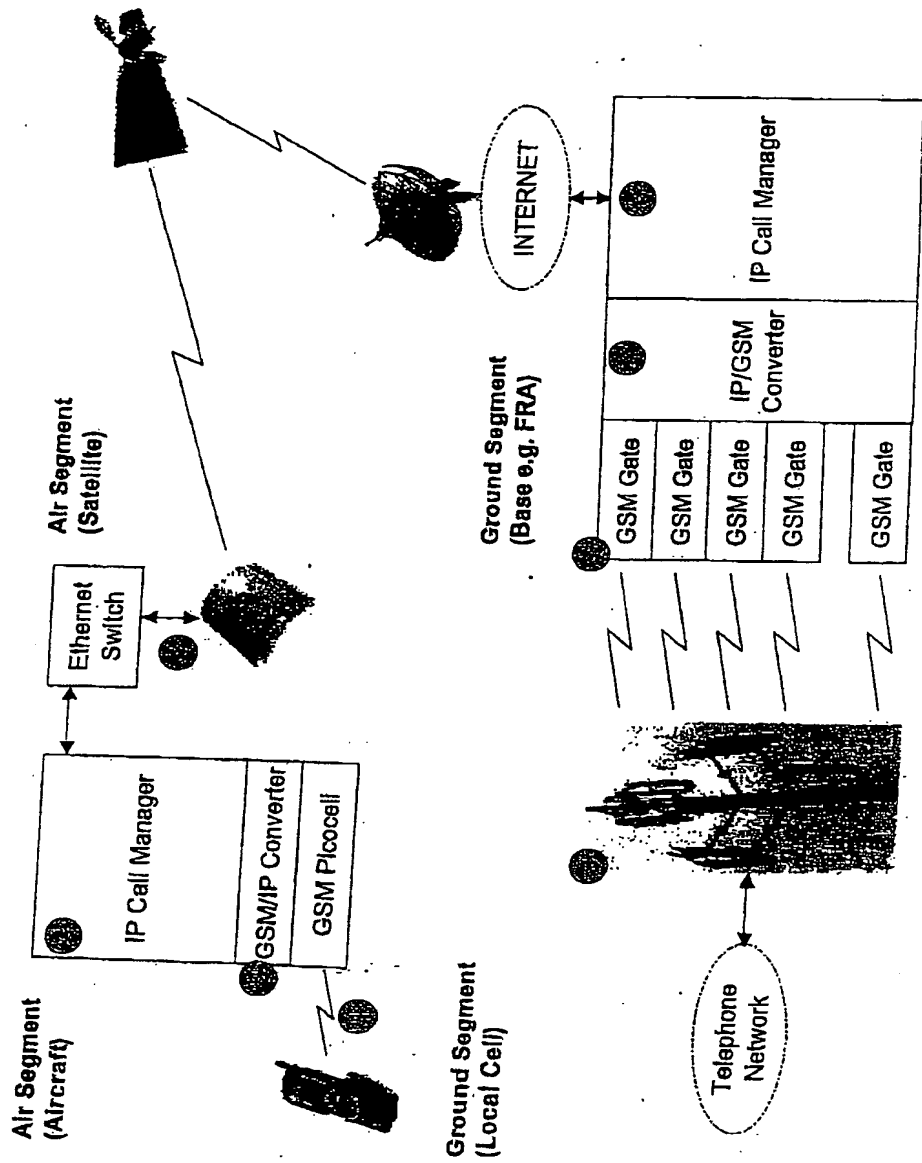 Air Segment
(Aircraft)
IP Call Manager
GSM/IP Converter
GSM Picocell
Air Segment
(Satellite)
Ethernet
Switch
Ground Segment
(Local Cell)
Telephone
Network
Ground Segment
(Base e.g. FRA)
GSM Gate
GSM Gate
GSM Gate
GSM Gate
GSM Gate
IP/GSM
Converter
IP Call Manager
INTERNET